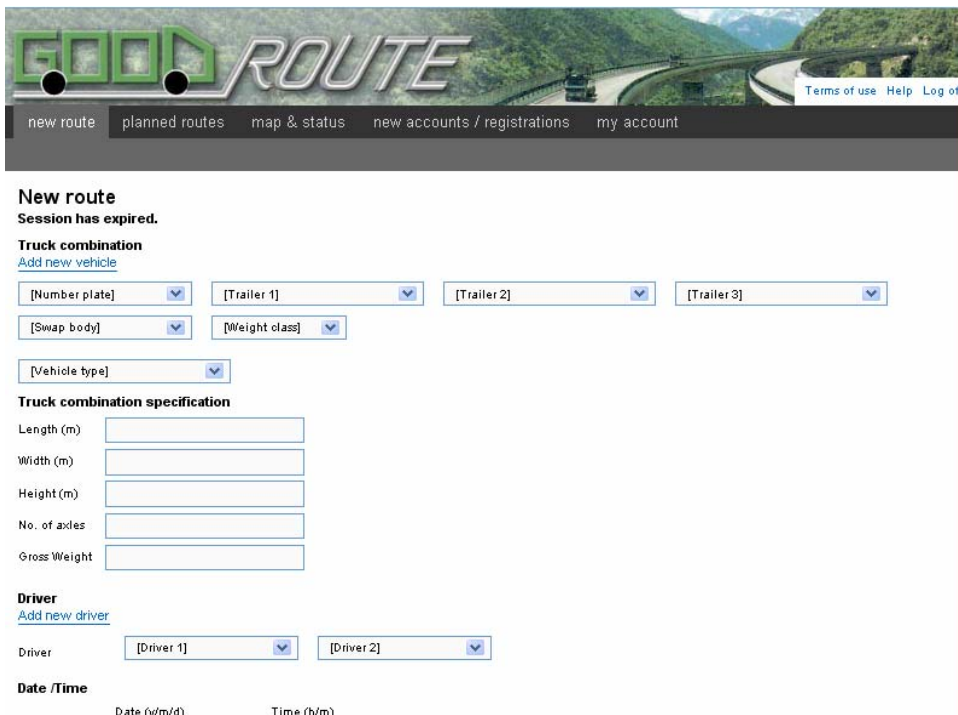 GOOD ROUTE
Terms of use Help Log of
new route planned routes map & status new accounts / registrations my account
New route
Session has expired.
Truck combination
Add new vehicle
[Number plate] [Trailer 1] [Trailer 2] [Trailer 3]
[Swap body] [Weight class]
[Vehicle type]
Truck combination specification
Length (m)
Width (m)
Height (m)
No. of axles
Gross Weight
Driver
Add new driver
Driver [Driver 1] [Driver 2]
Date /Time
Date (y/m/d) Time (h/m)